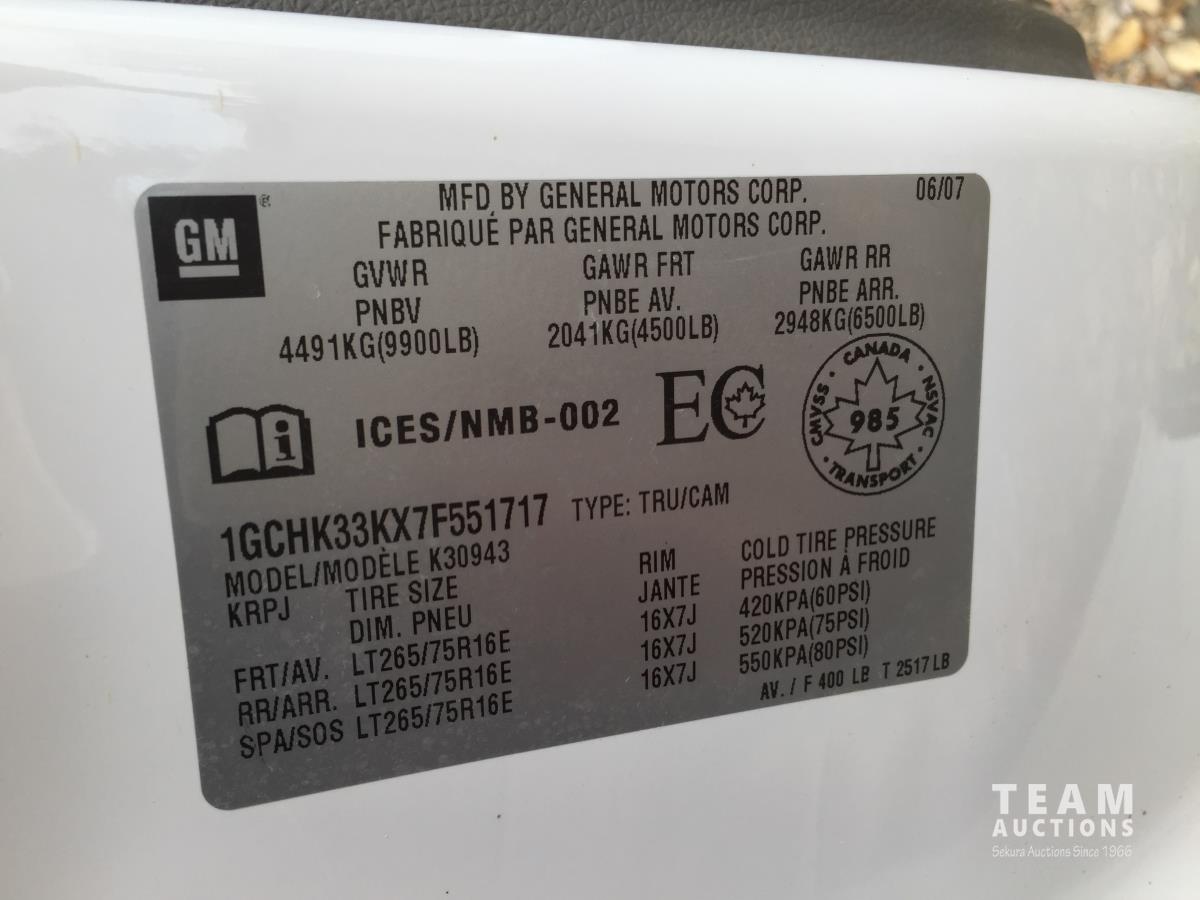 GM
MFD BY GENERAL MOTORS CORP. 06/07
FABRIQUÉ PAR GENERAL MOTORS CORP.
GVWR GAWR FRT GAWR RR
PNBV PNBE AV. PNBE ARR.
4491KG(9900LB) 2041KG(4500LB) 2948KG(6500LB)
ICES/NMB-002 EC
CANADA
CMVSS 985 NSVAC
TRANSPORT
1GCHK33KX7F551717 TYPE: TRU/CAM
MODEL/MODÈLE K30943
KRPJ TIRE SIZE RIM COLD TIRE PRESSURE
DIM. PNEU JANTE PRESSION À FROID
FRT/AV. LT265/75R16E 16X7J 420KPA(60PSI)
RR/ARR. LT265/75R16E 16X7J 520KPA(75PSI)
SPA/SOS LT265/75R16E 16X7J 550KPA(80PSI)
AV. / F 400 LB T 2517 LB
TEAM
AUCTIONS
Sekura Auctions Since 1966